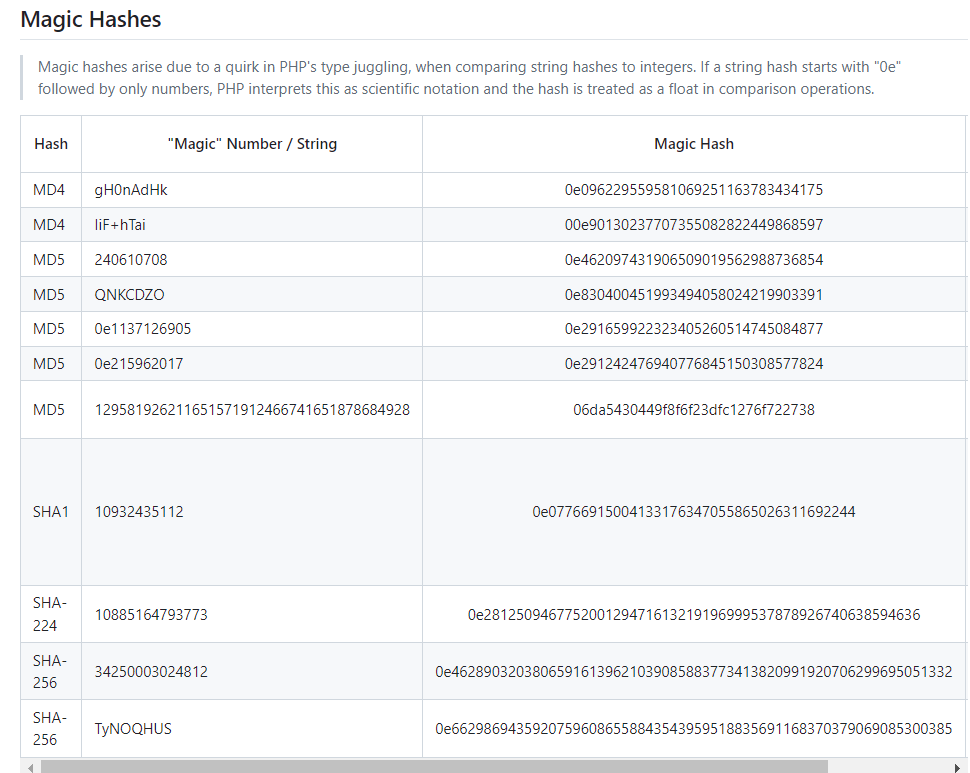 Magic Hashes
Magic hashes arise due to a quirk in PHP's type juggling, when comparing string hashes to integers. If a string hash starts with "0e"
followed by only numbers, PHP interprets this as scientific notation and the hash is treated as a float in comparison operations.
Hash "Magic" Number / String Magic Hash
MD4 gH0nAdHk 0e096229559581069251163783434175
MD4 IiF+hTai 00e90130237707355082822449868597
MD5 240610708 0e462097431906509019562988736854
MD5 QNKCDZO 0e830400451993494058024219903391
MD5 0e1137126905 0e291659922323405260514745084877
MD5 0e215962017 0e291242476940776845150308577824
MD5 129581926211651571912466741651878684928 06da5430449f8f6f23dfc1276f722738
SHA1 10932435112 0e07766915004133176347055865026311692244
SHA-
224 10885164793773 0e281250946775200129471613219196999537878926740638594636
SHA-
256 34250003024812 0e46289032038065916139621039085883773413820991920706299695051332
SHA-
256 TyNOQHUS 0e66298694359207596086558843543959518835691168370379069085300385